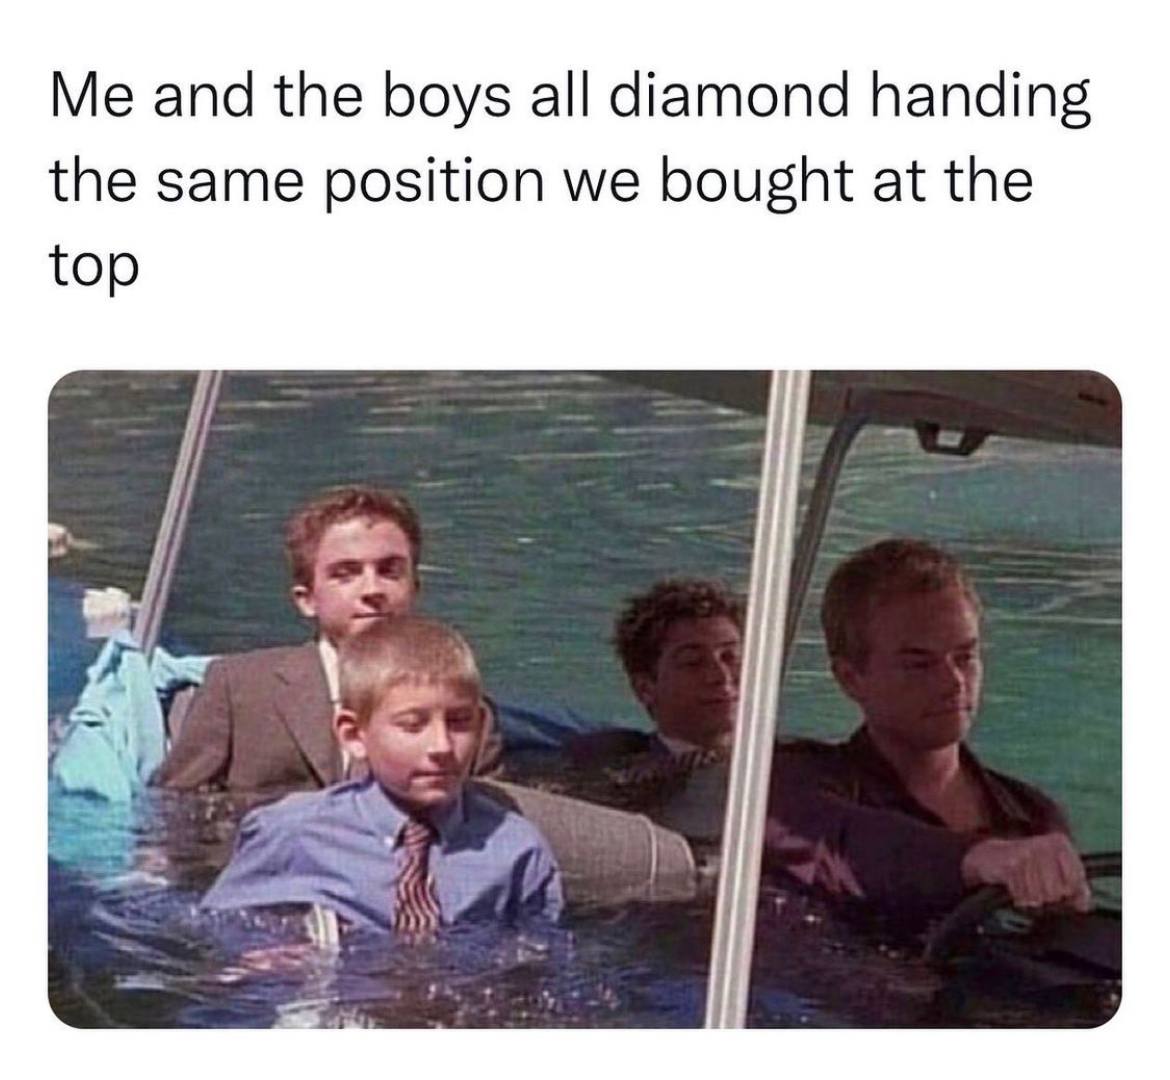 Me and the boys all diamond handing
the same position we bought at the
top